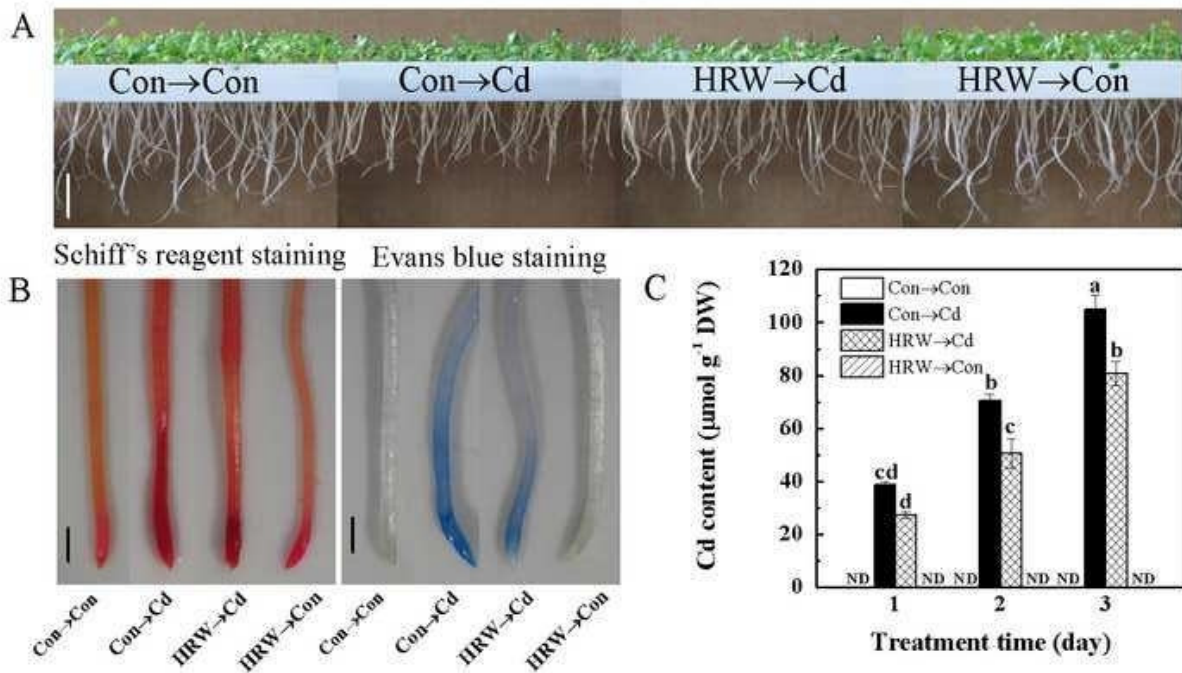 A
Con→Con
Con→Cd
HRW→Cd
HRW→Con
Schiff's reagent staining
Evans blue staining
B
Con→Con
Con→Cd
HRW→Cd
HRW→Con
Con→Con
Con→Cd
HRW→Cd
HRW→Con
C
Cd content (μmol g⁻¹ DW)
120
100
80
60
40
20
0
Con→Con
Con→Cd
HRW→Cd
HRW→Con
ND
cd
d
ND
ND
b
c
ND
ND
a
b
ND
1
2
3
Treatment time (day)